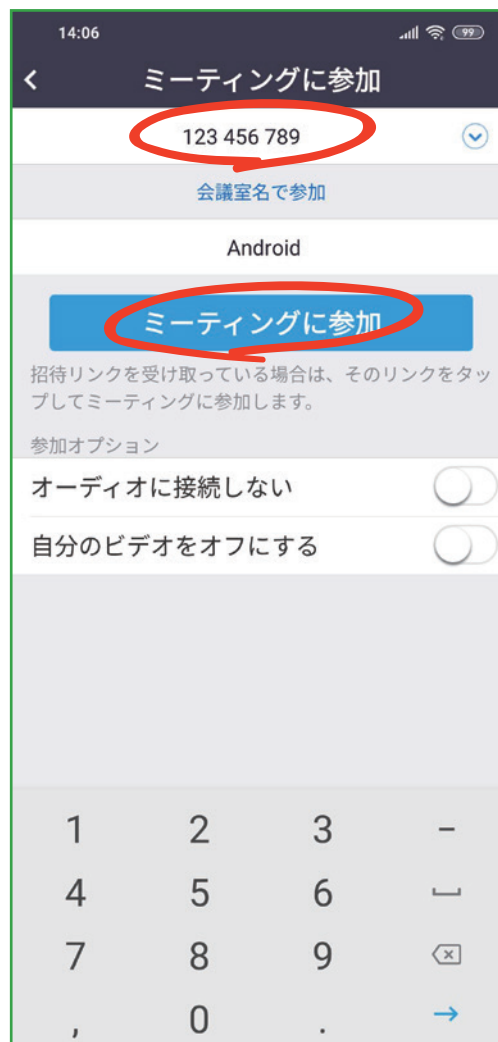 14:06
99
ミーティングに参加
123 456 789
会議室名で参加
Android
ミーティングに参加
招待リンクを受け取っている場合は、そのリンクをタッ
プしてミーティングに参加します。
参加オプション
オーディオに接続しない
自分のビデオをオフにする
1 2 3 -
4 5 6
7 8 9
, 0 .